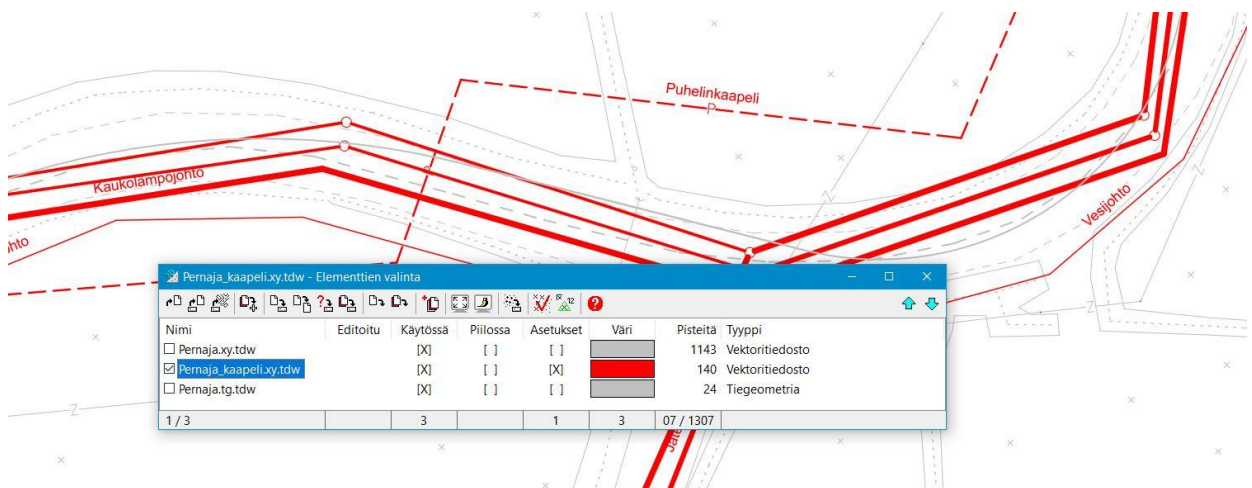 Puhelinkaapeli
P
Kaukolämpojohto
Vesijohto
Z
P
Z
Pernaja_kaapeli.xy.tdw - Elementtien valinta
Nimi Editoitu Käytössä Piilossa Asetukset Väri Pisteitä Tyyppi
Pernaja.xy.tdw [X] [ ] [ ] 1143 Vektoritiedosto
Pernaja_kaapeli.xy.tdw [X] [ ] [X] 140 Vektoritiedosto
Pernaja.tg.tdw [X] [ ] [ ] 24 Tiegeometria
1 / 3 3 1 3 07 / 1307
Z
Z